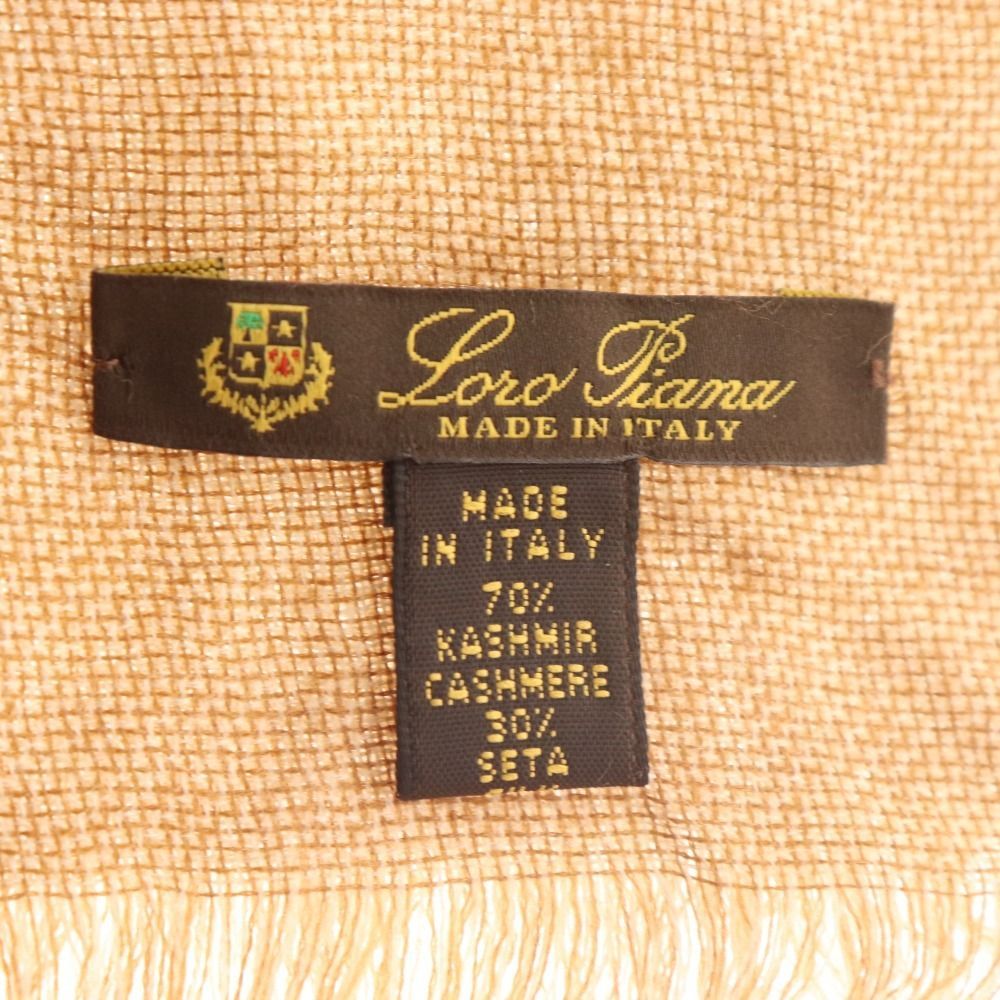 Loro Piana
MADE IN ITALY
MADE
IN ITALY
70%
KASHMIR
CASHMERE
30%
SETA